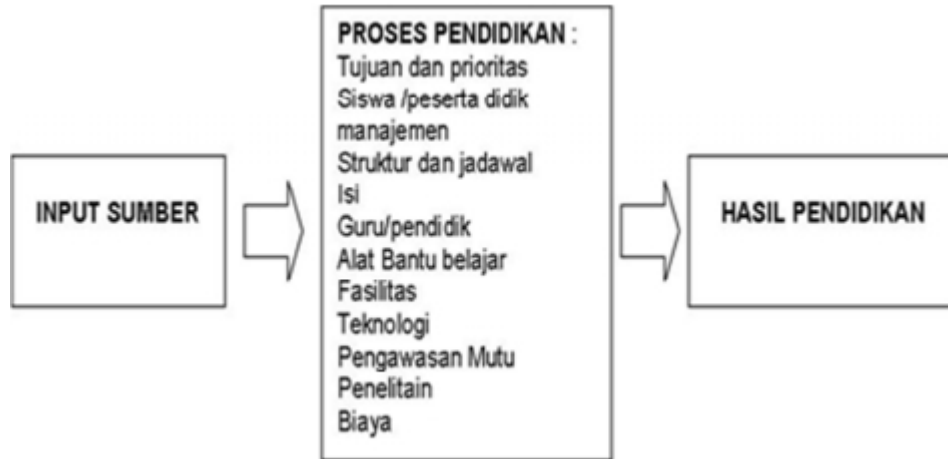 INPUT SUMBER
PROSES PENDIDIKAN :
Tujuan dan prioritas
Siswa /peserta didik
manajemen
Struktur dan jadawal
Isi
Guru/pendidik
Alat Bantu belajar
Fasilitas
Teknologi
Pengawasan Mutu
Penelitain
Biaya
HASIL PENDIDIKAN